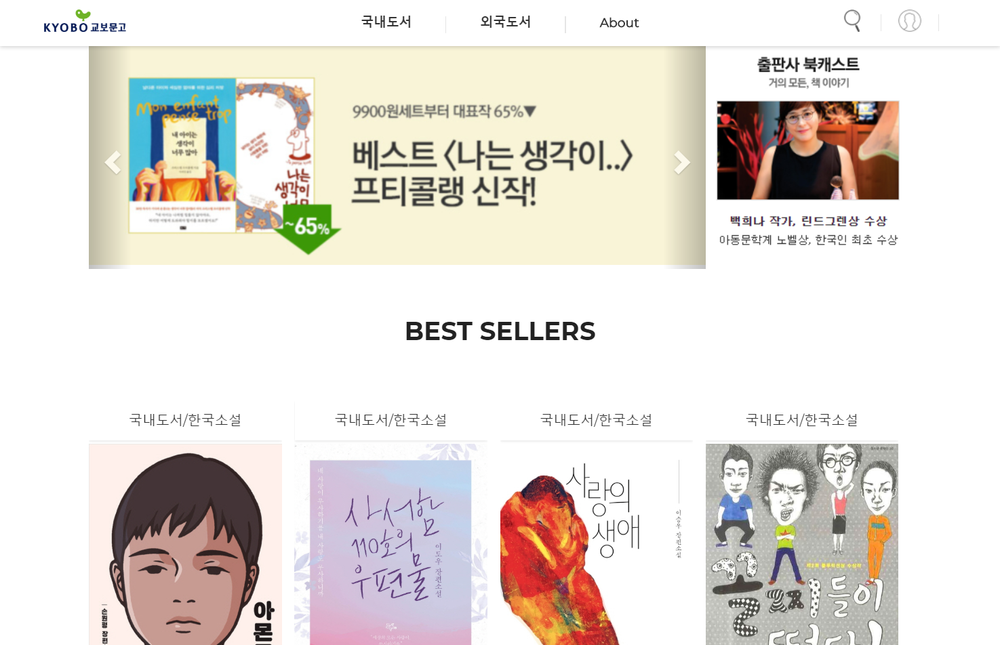 KYOBO 교보문고
국내도서
외국도서
About
Mon enfant
pense trop
내 아이는
생각이
너무 많아
나는
생각이
~65%
9900원세트부터 대표작 65%▼
베스트 〈나는 생각이..〉
프티콜랭 신작!
출판사 북캐스트
거의 모든, 책 이야기
백희나 작가, 린드그렌상 수상
아동문학계 노벨상, 한국인 최초 수상
BEST SELLERS
국내도서/한국소설
국내도서/한국소설
국내도서/한국소설
국내도서/한국소설
손원평 장편
아
몬
사서함
110호의
우편물
이도우 장편소설
사랑의
생애
이승우 장편소설
꼴찌들이